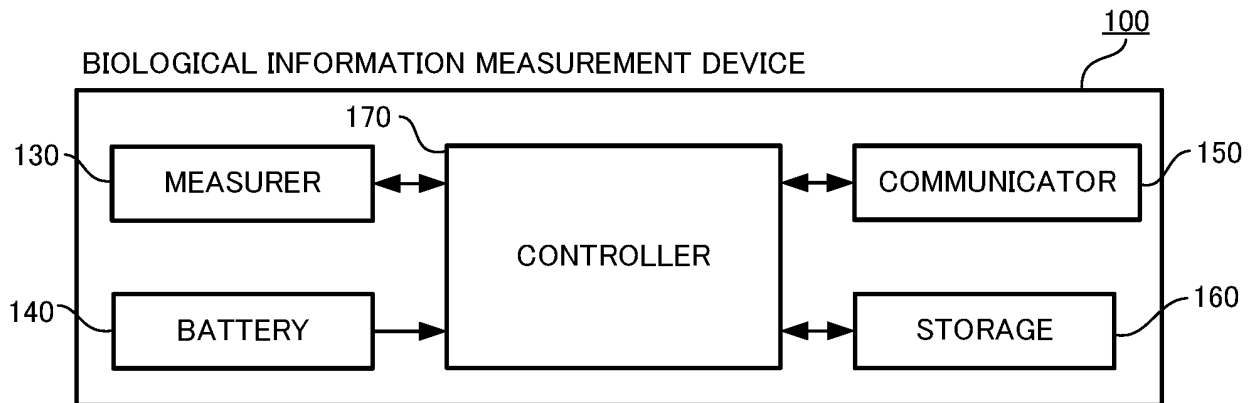 100
BIOLOGICAL INFORMATION MEASUREMENT DEVICE
170
130
MEASURER
COMMUNICATOR
150
CONTROLLER
140
BATTERY
STORAGE
160